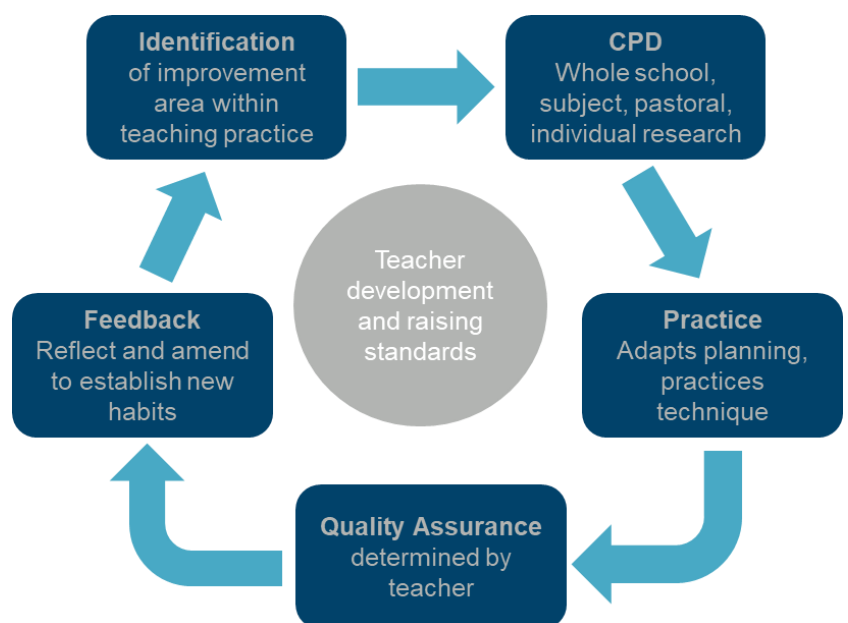 Identification
of improvement
area within
teaching practice
CPD
Whole school,
subject, pastoral,
individual research
Teacher
development
and raising
standards
Feedback
Reflect and amend
to establish new
habits
Practice
Adapts planning,
practices
technique
Quality Assurance
determined by
teacher